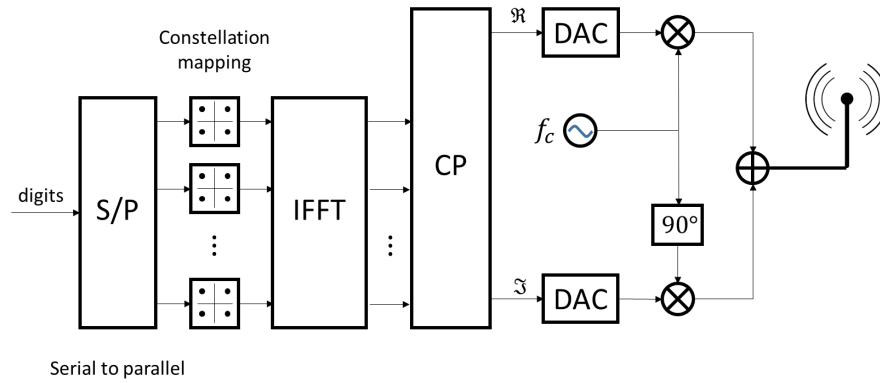 Constellation
mapping
digits
S/P
IFFT
CP
ℜ
DAC
f_c
90°
ℑ
DAC
Serial to parallel